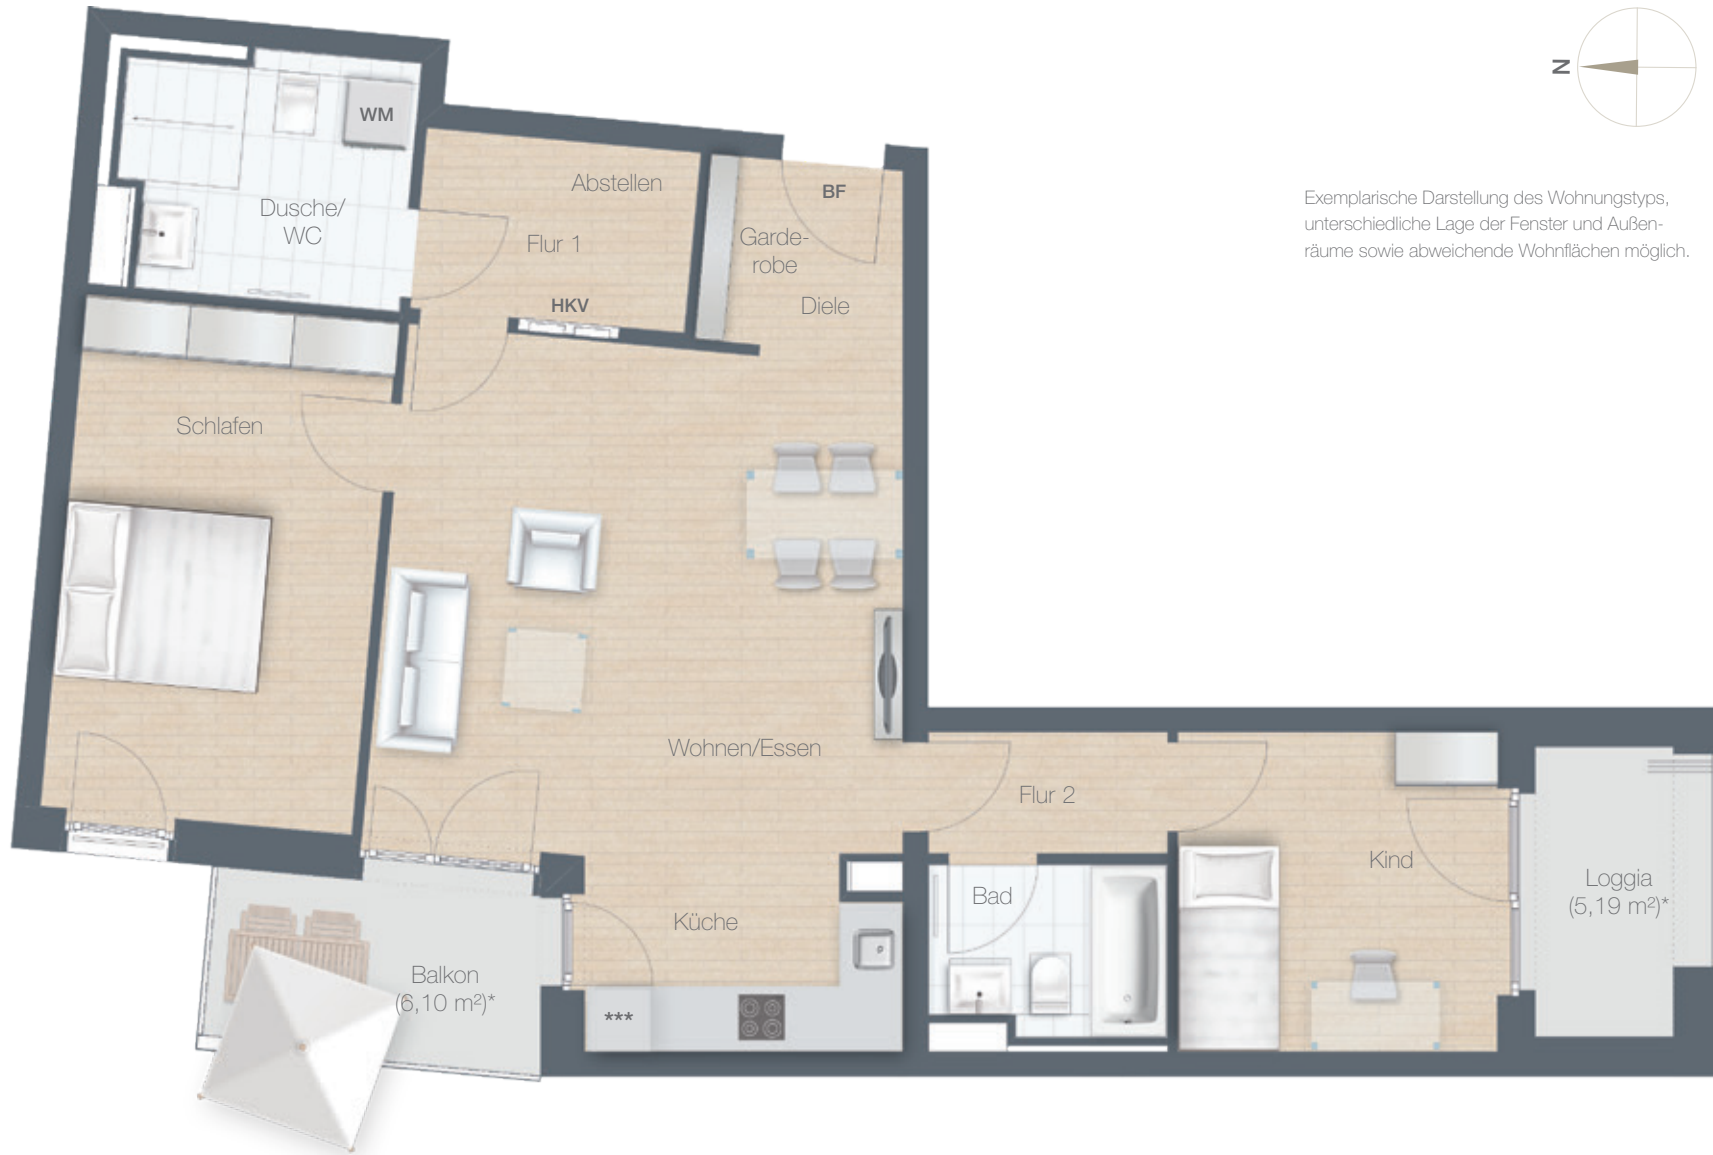 N
Exemplarische Darstellung des Wohnungstyps,
unterschiedliche Lage der Fenster und Außen-
räume sowie abweichende Wohnflächen möglich.
WM
Dusche/
WC
Abstellen
Flur 1
HKV
BF
Garde-
robe
Diele
Schlafen
Wohnen/Essen
Flur 2
Kind
Loggia
(5,19 m²)*
Bad
Küche
Balkon
(6,10 m²)*
***